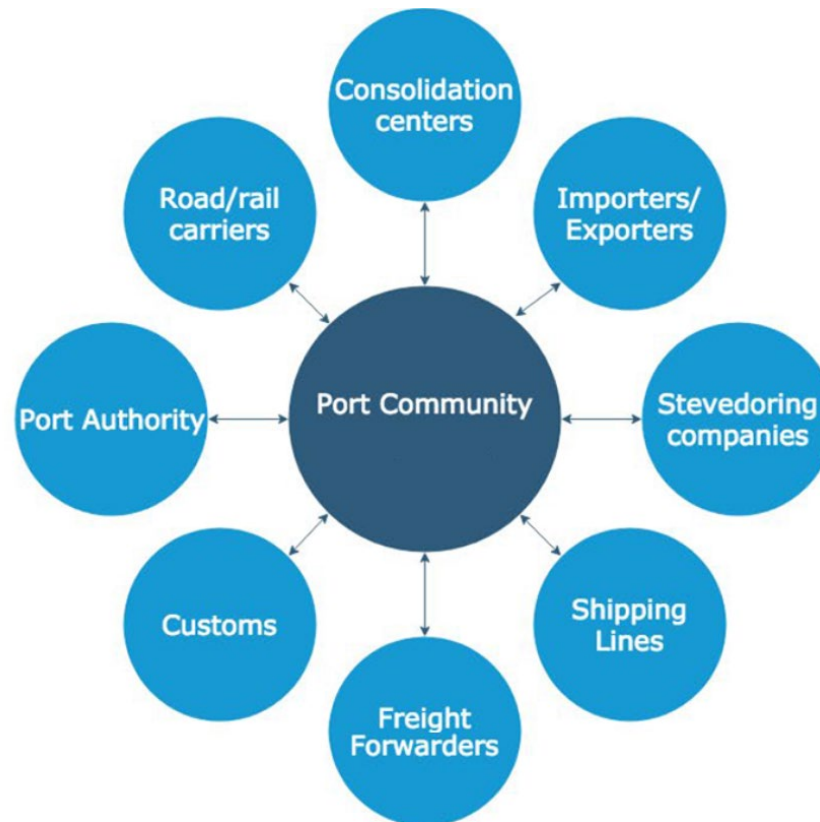 Consolidation
centers
Importers/
Exporters
Stevedoring
companies
Shipping
Lines
Freight
Forwarders
Customs
Port Authority
Road/rail
carriers
Port Community